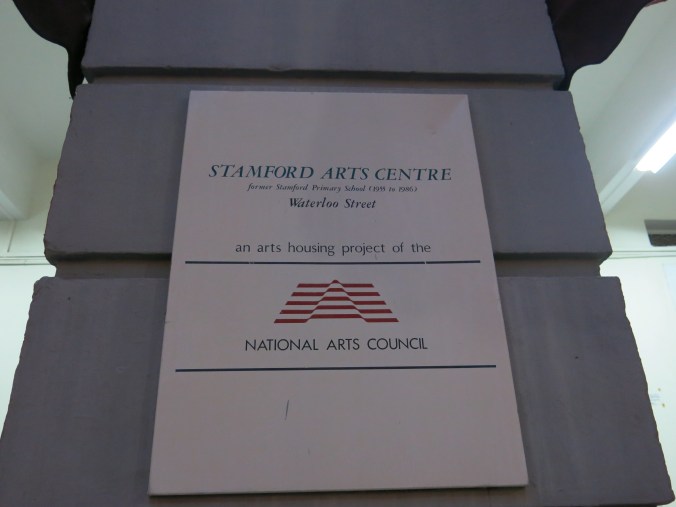 STAMFORD ARTS CENTRE
former Stamford Primary School (1955 to 1986)
Waterloo Street
an arts housing project of the
NATIONAL ARTS COUNCIL